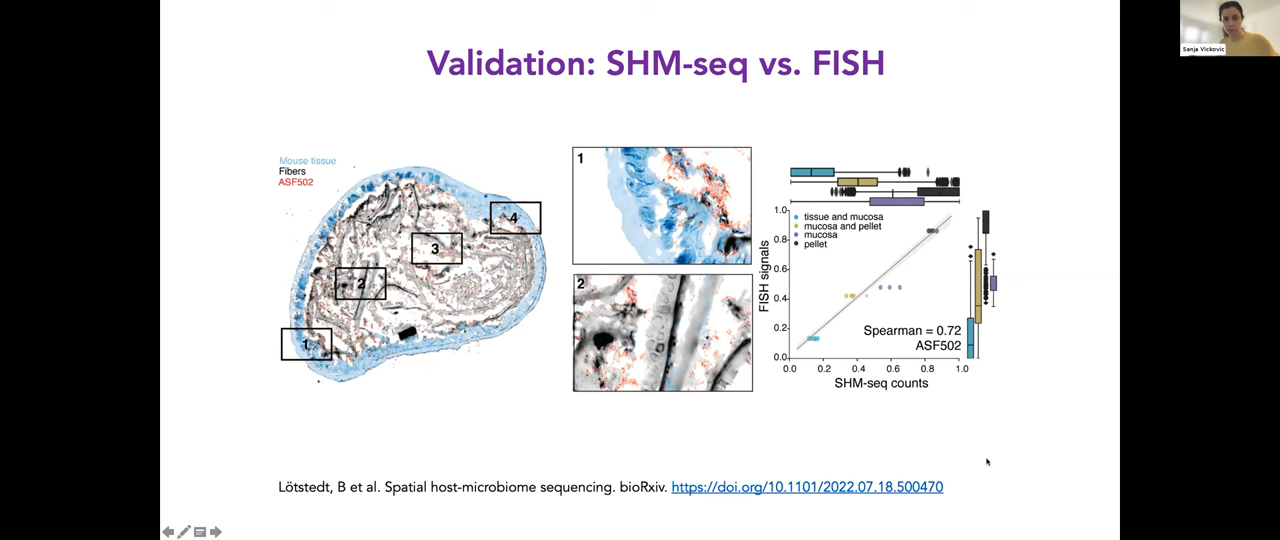 Sanja Vickovic
Validation: SHM-seq vs. FISH
Mouse tissue
Fibers
ASF502
1
2
3
4
1
2
tissue and mucosa
mucosa and pellet
mucosa
pellet
FISH signals
1.0
0.8
0.6
0.4
0.2
0.0
Spearman = 0.72
ASF502
0.0 0.2 0.4 0.6 0.8 1.0
SHM-seq counts
Lötstedt, B et al. Spatial host-microbiome sequencing. bioRxiv. https://doi.org/10.1101/2022.07.18.500470